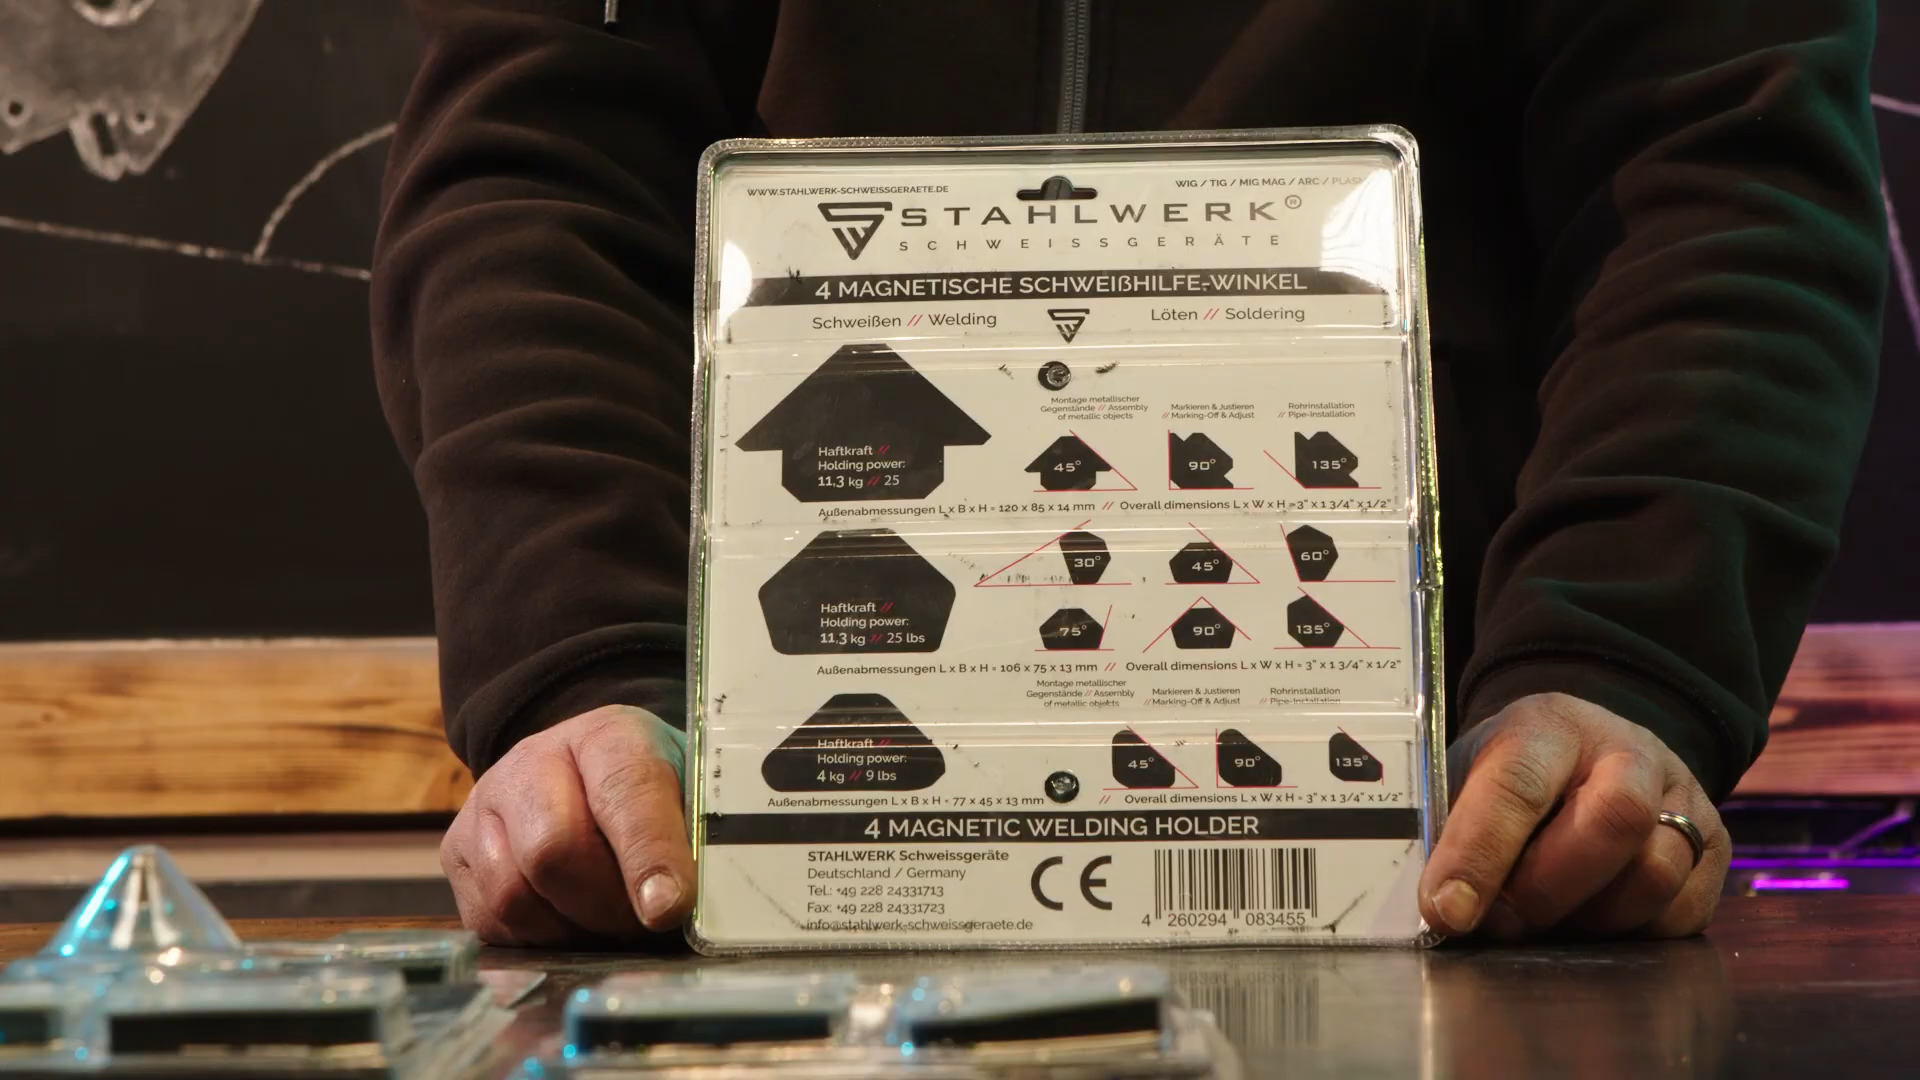 WWW.STAHLWERK-SCHWEISSGERAETE.DE
WIG / TIG / MIG MAG / ARC / PLASM
STAHLWERK®
SCHWEISSGERÄTE
4 MAGNETISCHE SCHWEIßHILFE-WINKEL
Schweißen // Welding
Löten // Soldering
Montage metallischer
Gegenstände // Assembly
of metallic objects
Markieren & Justieren
// Marking-Off & Adjust
Rohrinstallation
// Pipe-Installation
Haftkraft //
Holding power:
11,3 kg // 25
45°
90°
135°
Außenabmessungen L x B x H = 120 x 85 x 14 mm // Overall dimensions L x W x H = 3" x 1 3/4" x 1/2"
30°
45°
60°
Haftkraft //
Holding power:
11,3 kg // 25 lbs
75°
90°
135°
Außenabmessungen L x B x H = 106 x 75 x 13 mm // Overall dimensions L x W x H = 3" x 1 3/4" x 1/2"
Montage metallischer
Gegenstände // Assembly
of metallic objects
Markieren & Justieren
// Marking-Off & Adjust
Rohrinstallation
// Pipe-Installation
Haftkraft //
Holding power:
4 kg // 9 lbs
45°
90°
135°
Außenabmessungen L x B x H = 77 x 45 x 13 mm // Overall dimensions L x W x H = 3" x 1 3/4" x 1/2"
4 MAGNETIC WELDING HOLDER
STAHLWERK Schweissgeräte
Deutschland / Germany
Tel.: +49 228 24331713
Fax: +49 228 24331723
info@stahlwerk-schweissgeraete.de
CE
4 260294 083455